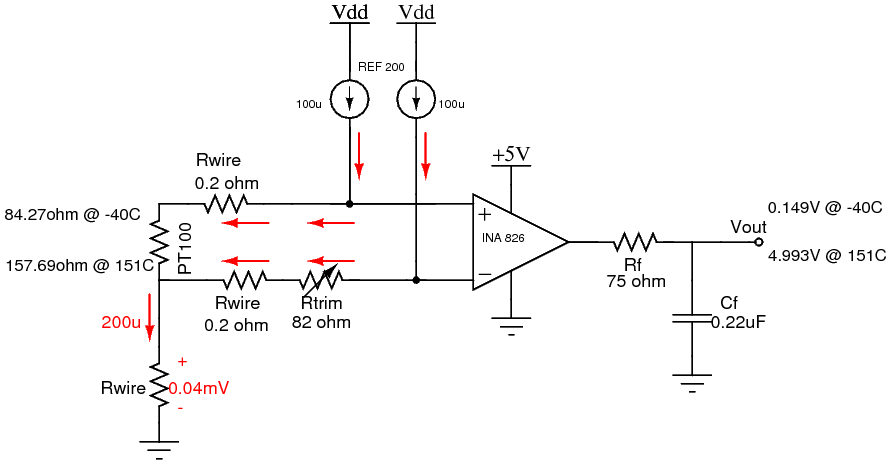 Vdd Vdd
REF 200
100u 100u
Rwire
0.2 ohm
+5V
84.27ohm @ -40C
PT100
157.69ohm @ 151C
+
INA 826
−
Rwire
0.2 ohm
Rtrim
82 ohm
Rf
75 ohm
Vout
0.149V @ -40C
4.993V @ 151C
Cf
0.22uF
200u
+
Rwire 0.04mV
-